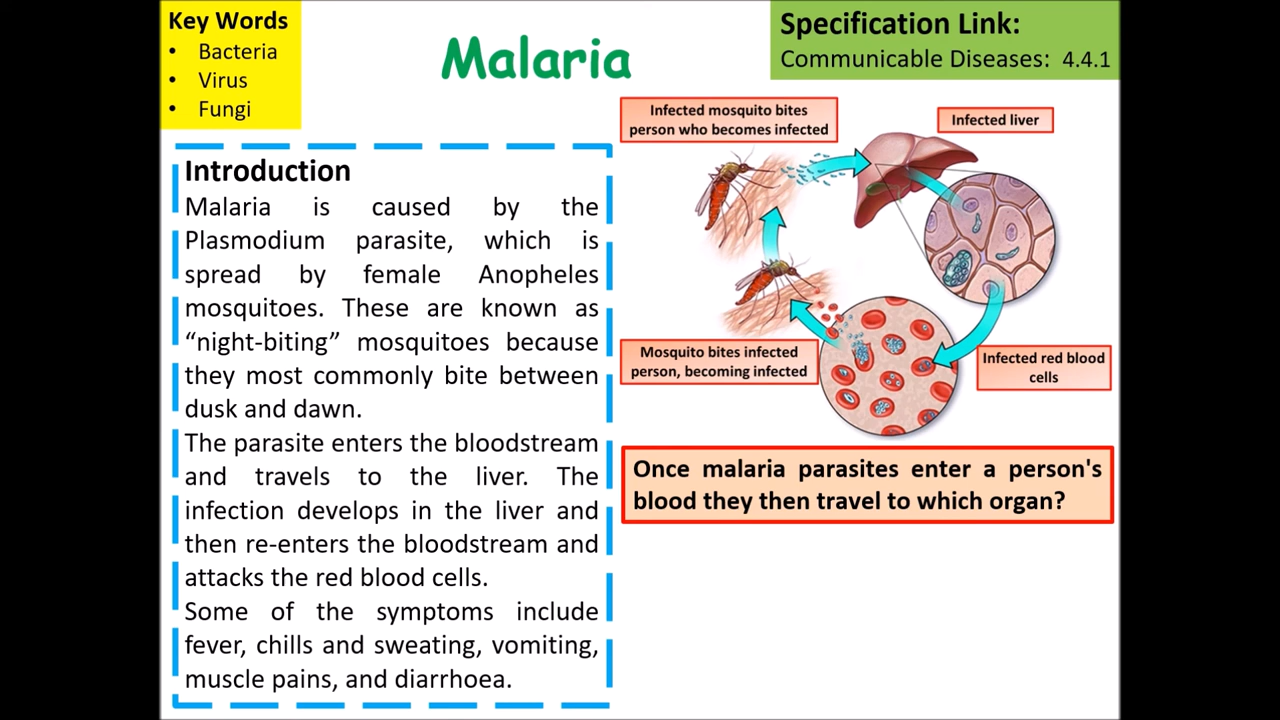 Key Words
• Bacteria
• Virus
• Fungi
Malaria
Specification Link:
Communicable Diseases: 4.4.1
Introduction
Malaria is caused by the
Plasmodium parasite, which is
spread by female Anopheles
mosquitoes. These are known as
“night-biting” mosquitoes because
they most commonly bite between
dusk and dawn.
The parasite enters the bloodstream
and travels to the liver. The
infection develops in the liver and
then re-enters the bloodstream and
attacks the red blood cells.
Some of the symptoms include
fever, chills and sweating, vomiting,
muscle pains, and diarrhoea.
Infected mosquito bites
person who becomes infected
Infected liver
Mosquito bites infected
person, becoming infected
Infected red blood
cells
Once malaria parasites enter a person's
blood they then travel to which organ?